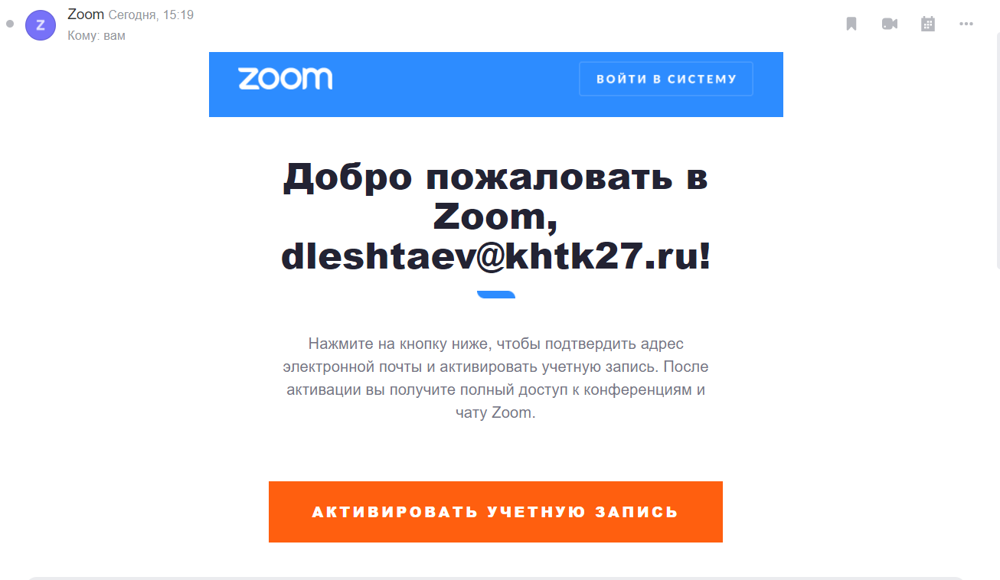 Zoom Сегодня, 15:19
Z
Кому: вам
zoom
ВОЙТИ В СИСТЕМУ
Добро пожаловать в
Zoom,
dleshtaev@khtk27.ru!
Нажмите на кнопку ниже, чтобы подтвердить адрес
электронной почты и активировать учетную запись. После
активации вы получите полный доступ к конференциям и
чату Zoom.
АКТИВИРОВАТЬ УЧЕТНУЮ ЗАПИСЬ